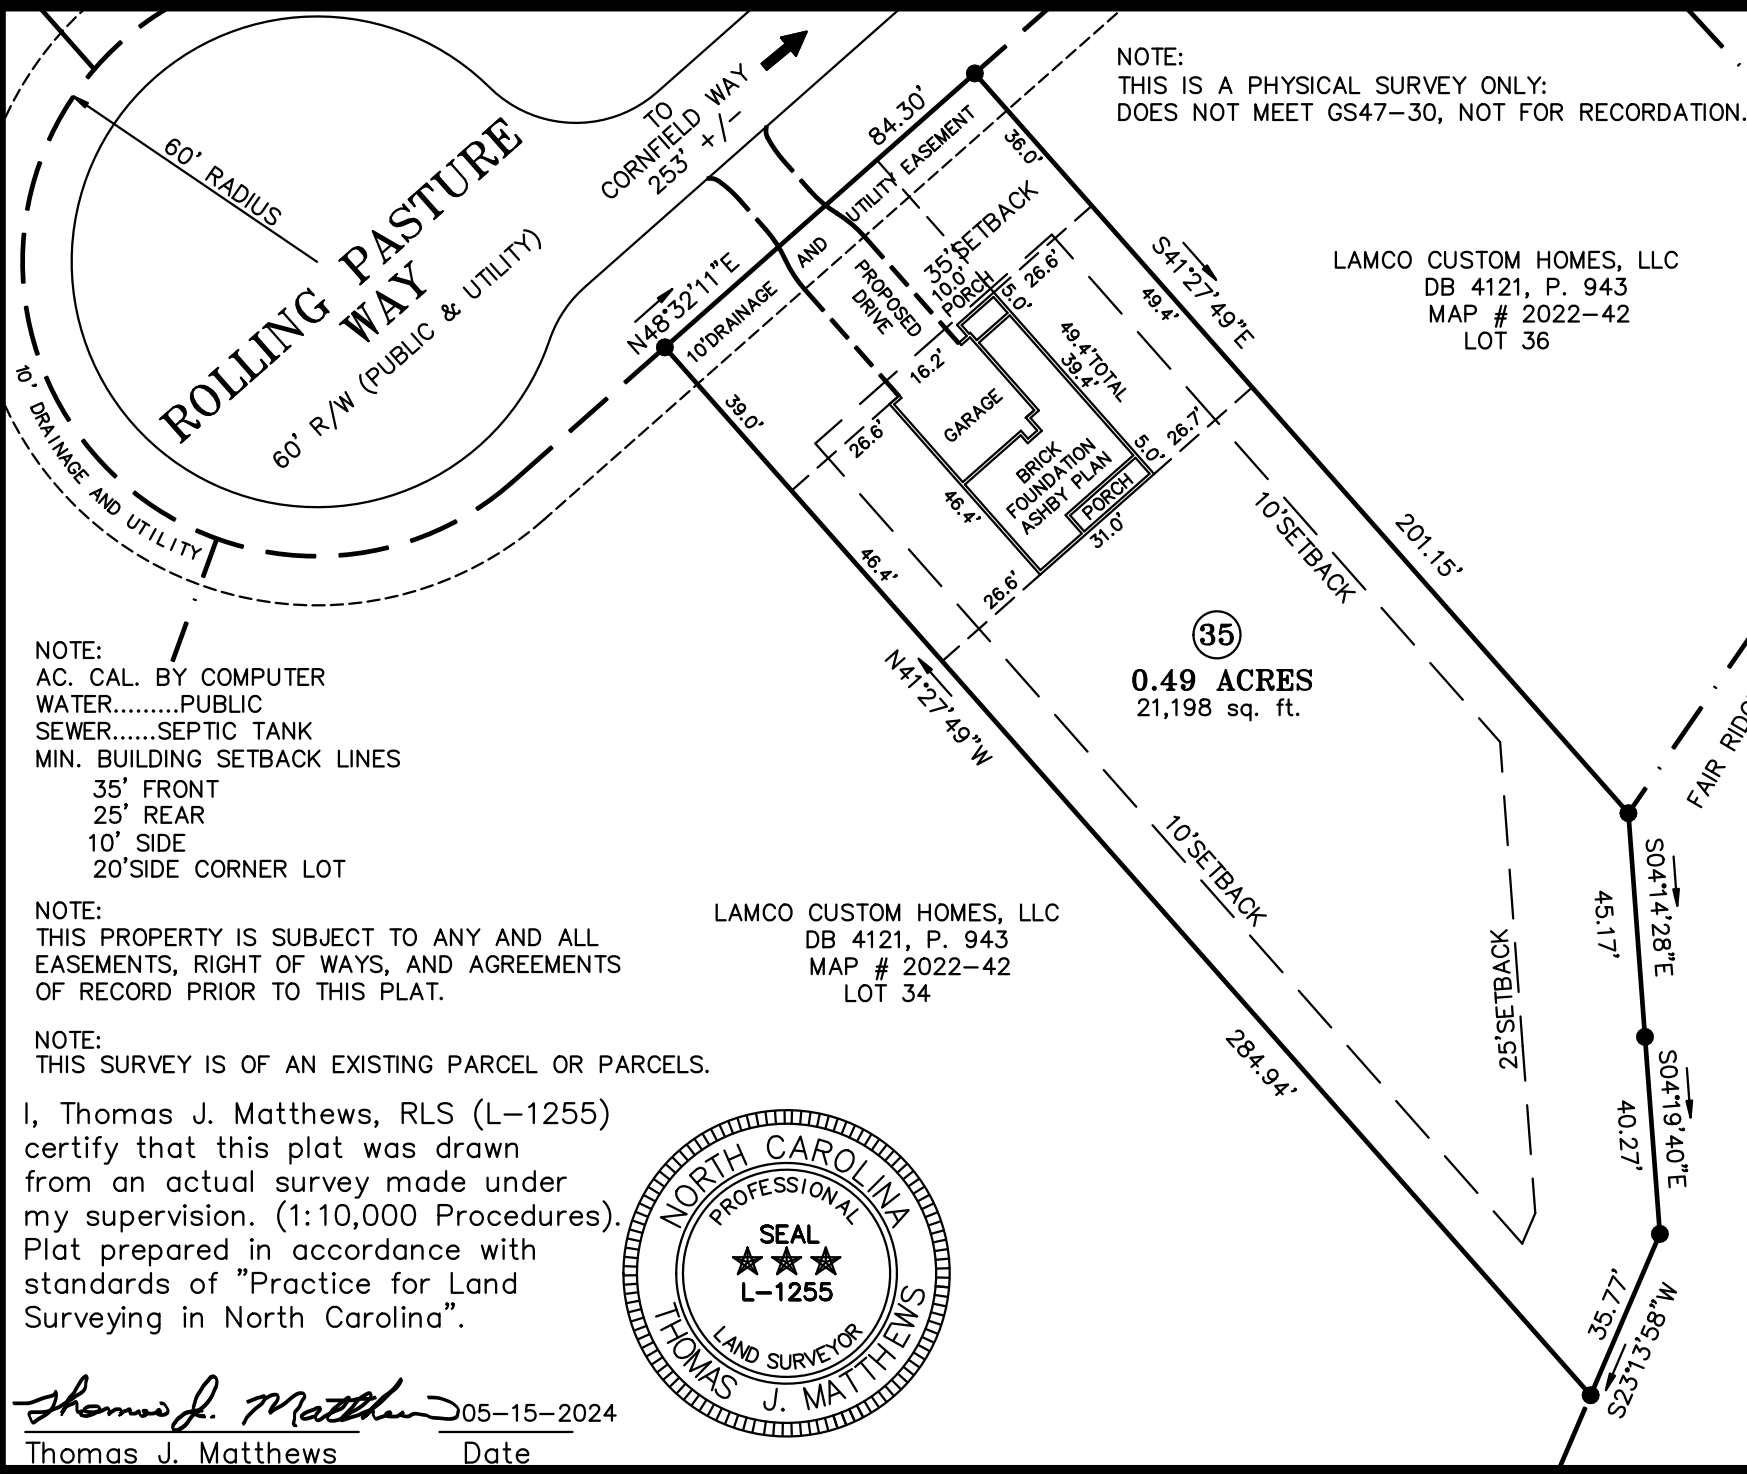 NOTE:
THIS IS A PHYSICAL SURVEY ONLY:
DOES NOT MEET GS47-30, NOT FOR RECORDATION.
TO
CORNFIELD WAY
253' +/-
60' RADIUS
ROLLING PASTURE
WAY
60' R/W (PUBLIC & UTILITY)
10' DRAINAGE AND UTILITY
N48°32'11"E
84.30'
10'DRAINAGE AND UTILITY EASEMENT
36.0'
35'SETBACK
S41°27'49"E
49.4'
201.15'
LAMCO CUSTOM HOMES, LLC
DB 4121, P. 943
MAP # 2022-42
LOT 36
PROPOSED
DRIVE
10.0'
PORCH
5.0'
26.6'
16.2'
49.4'TOTAL
39.4'
GARAGE
39.0'
26.6'
BRICK
FOUNDATION
ASHBY PLAN
5.0'
26.7'
PORCH
31.0'
46.4'
46.4'
26.6'
10'SETBACK
35
0.49 ACRES
21,198 sq. ft.
N41°27'49"W
284.94'
10'SETBACK
25'SETBACK
FAIR RIDG
S04°14'28"E
45.17'
S04°19'40"E
40.27'
35.77'
S23°13'58"W
NOTE:
AC. CAL. BY COMPUTER
WATER.........PUBLIC
SEWER......SEPTIC TANK
MIN. BUILDING SETBACK LINES
35' FRONT
25' REAR
10' SIDE
20'SIDE CORNER LOT
NOTE:
THIS PROPERTY IS SUBJECT TO ANY AND ALL
EASEMENTS, RIGHT OF WAYS, AND AGREEMENTS
OF RECORD PRIOR TO THIS PLAT.
NOTE:
THIS SURVEY IS OF AN EXISTING PARCEL OR PARCELS.
LAMCO CUSTOM HOMES, LLC
DB 4121, P. 943
MAP # 2022-42
LOT 34
I, Thomas J. Matthews, RLS (L-1255)
certify that this plat was drawn
from an actual survey made under
my supervision. (1:10,000 Procedures).
Plat prepared in accordance with
standards of "Practice for Land
Surveying in North Carolina".
NORTH CAROLINA
PROFESSIONAL
SEAL
L-1255
LAND SURVEYOR
THOMAS J. MATTHEWS
Thomas J. Matthews
05-15-2024
Thomas J. Matthews
Date